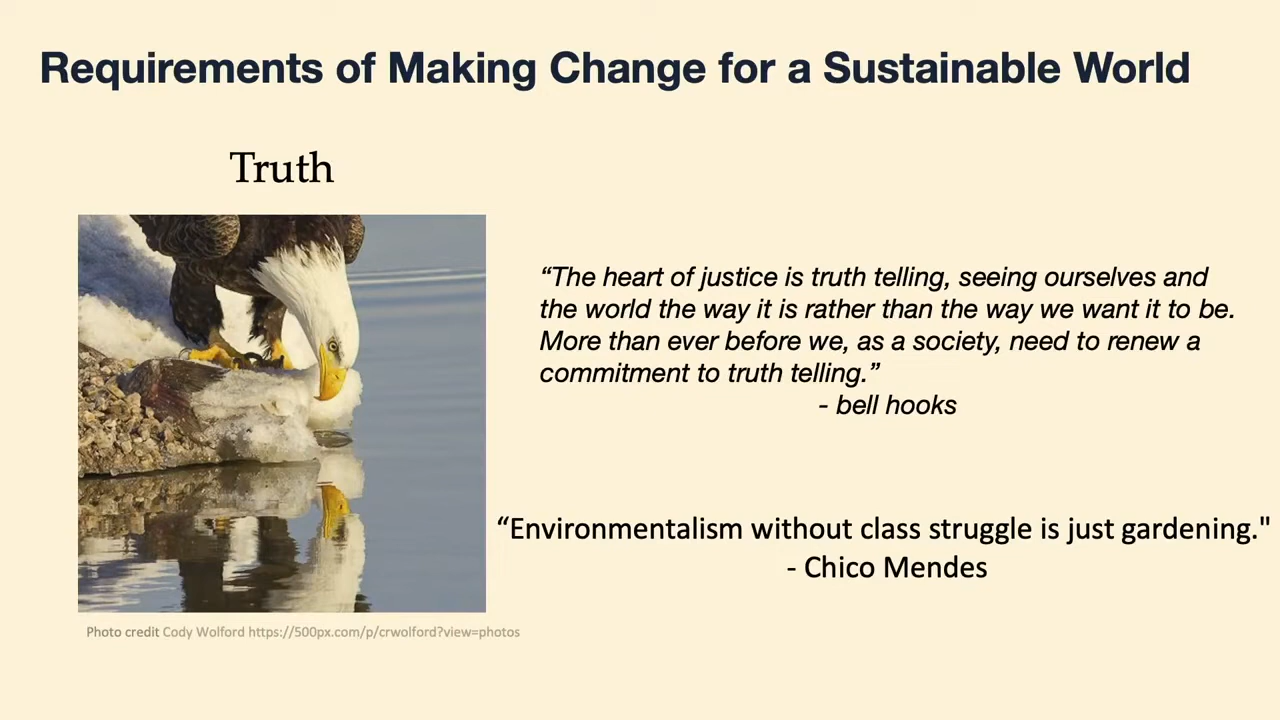 Requirements of Making Change for a Sustainable World
Truth
“The heart of justice is truth telling, seeing ourselves and
the world the way it is rather than the way we want it to be.
More than ever before we, as a society, need to renew a
commitment to truth telling.”
- bell hooks
“Environmentalism without class struggle is just gardening."
- Chico Mendes
Photo credit Cody Wolford https://500px.com/p/crwolford?view=photos